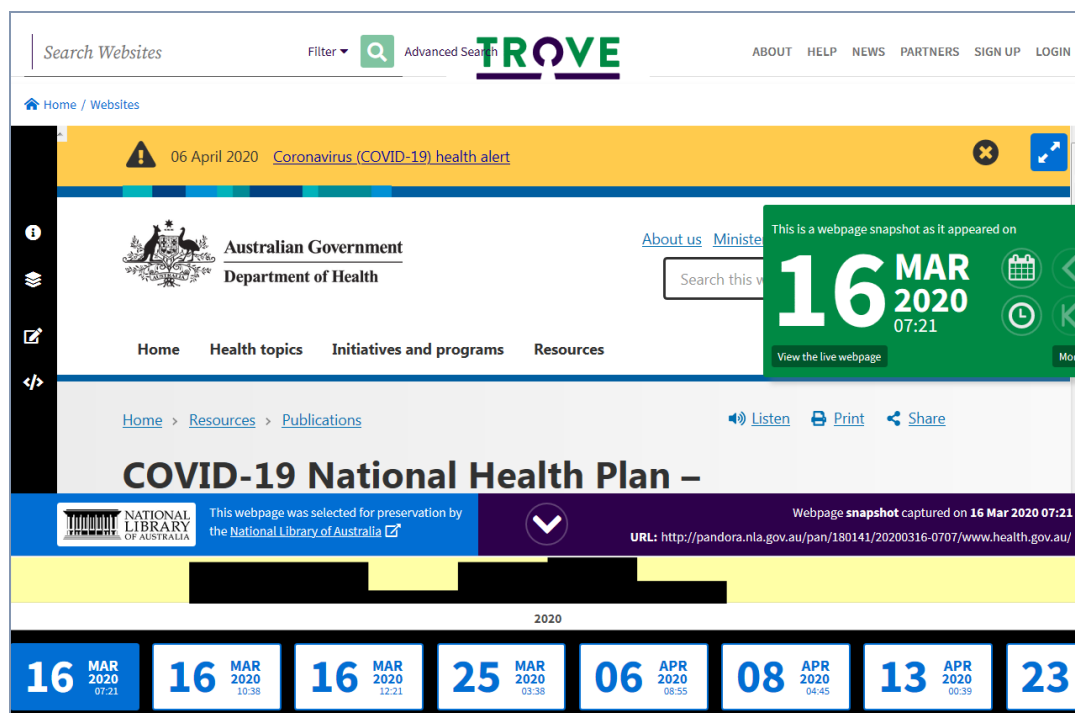 Search Websites
Filter
Advanced Search
TROVE
ABOUT HELP NEWS PARTNERS SIGN UP LOGIN
Home / Websites
06 April 2020 Coronavirus (COVID-19) health alert
Australian Government
Department of Health
About us Ministe
Search this w
This is a webpage snapshot as it appeared on
16 MAR
2020
07:21
View the live webpage
Mo
Home Health topics Initiatives and programs Resources
Home > Resources > Publications
Listen Print Share
COVID-19 National Health Plan –
NATIONAL
LIBRARY
OF AUSTRALIA
This webpage was selected for preservation by
the National Library of Australia
Webpage snapshot captured on 16 Mar 2020 07:21
URL: http://pandora.nla.gov.au/pan/180141/20200316-0707/www.health.gov.au/
2020
16 MAR 2020 07:21
16 MAR 2020 10:38
16 MAR 2020 12:21
25 MAR 2020 03:38
06 APR 2020 08:55
08 APR 2020 04:45
13 APR 2020 00:39
23